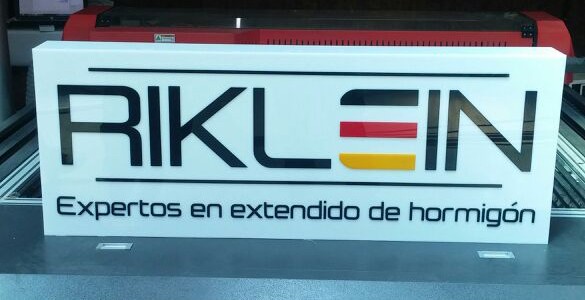 RIKLEIN
Expertos en extendido de hormigón